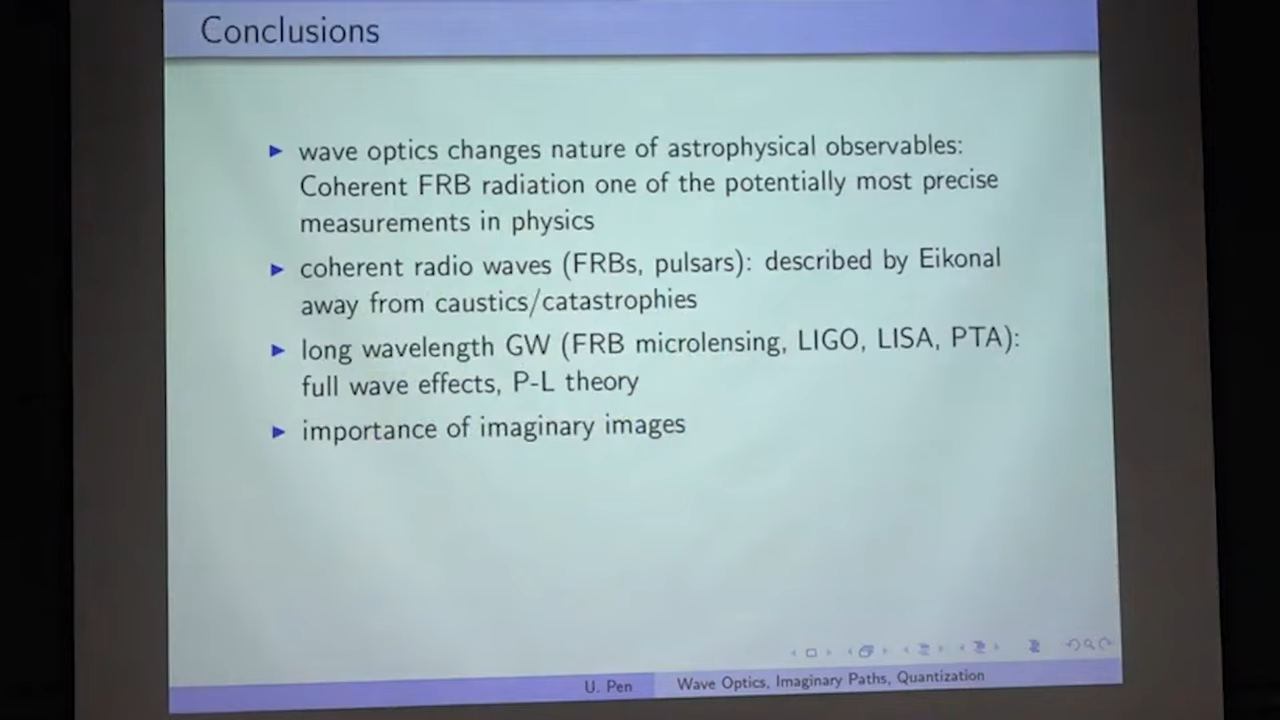 Conclusions
wave optics changes nature of astrophysical observables:
Coherent FRB radiation one of the potentially most precise
measurements in physics
coherent radio waves (FRBs, pulsars): described by Eikonal
away from caustics/catastrophies
long wavelength GW (FRB microlensing, LIGO, LISA, PTA):
full wave effects, P-L theory
importance of imaginary images
U. Pen
Wave Optics, Imaginary Paths, Quantization